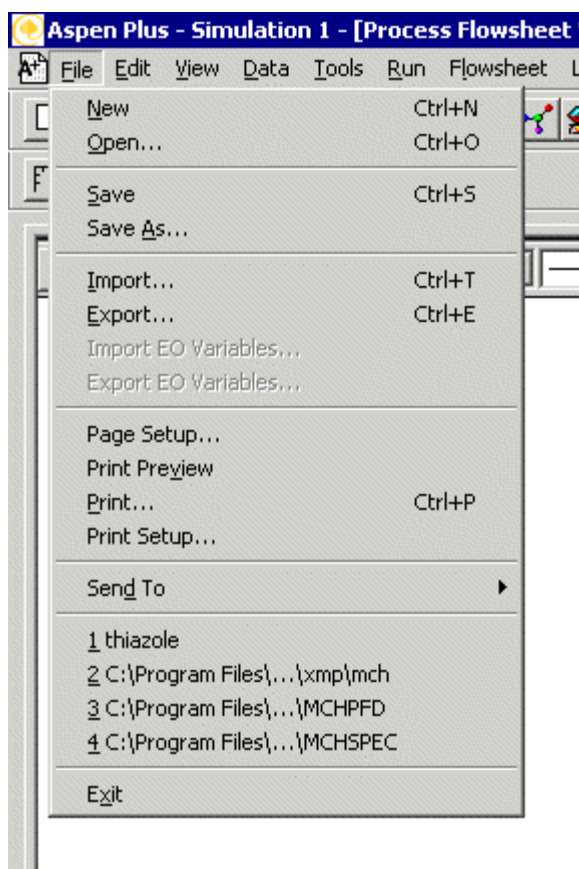 Aspen Plus - Simulation 1 - [Process Flowsheet
File Edit View Data Tools Run Flowsheet
New Ctrl+N
Open... Ctrl+O
Save Ctrl+S
Save As...
Import... Ctrl+T
Export... Ctrl+E
Import EO Variables...
Export EO Variables...
Page Setup...
Print Preview
Print... Ctrl+P
Print Setup...
Send To
1 thiazole
2 C:\Program Files\...\xmp\mch
3 C:\Program Files\...\MCHPFD
4 C:\Program Files\...\MCHSPEC
Exit